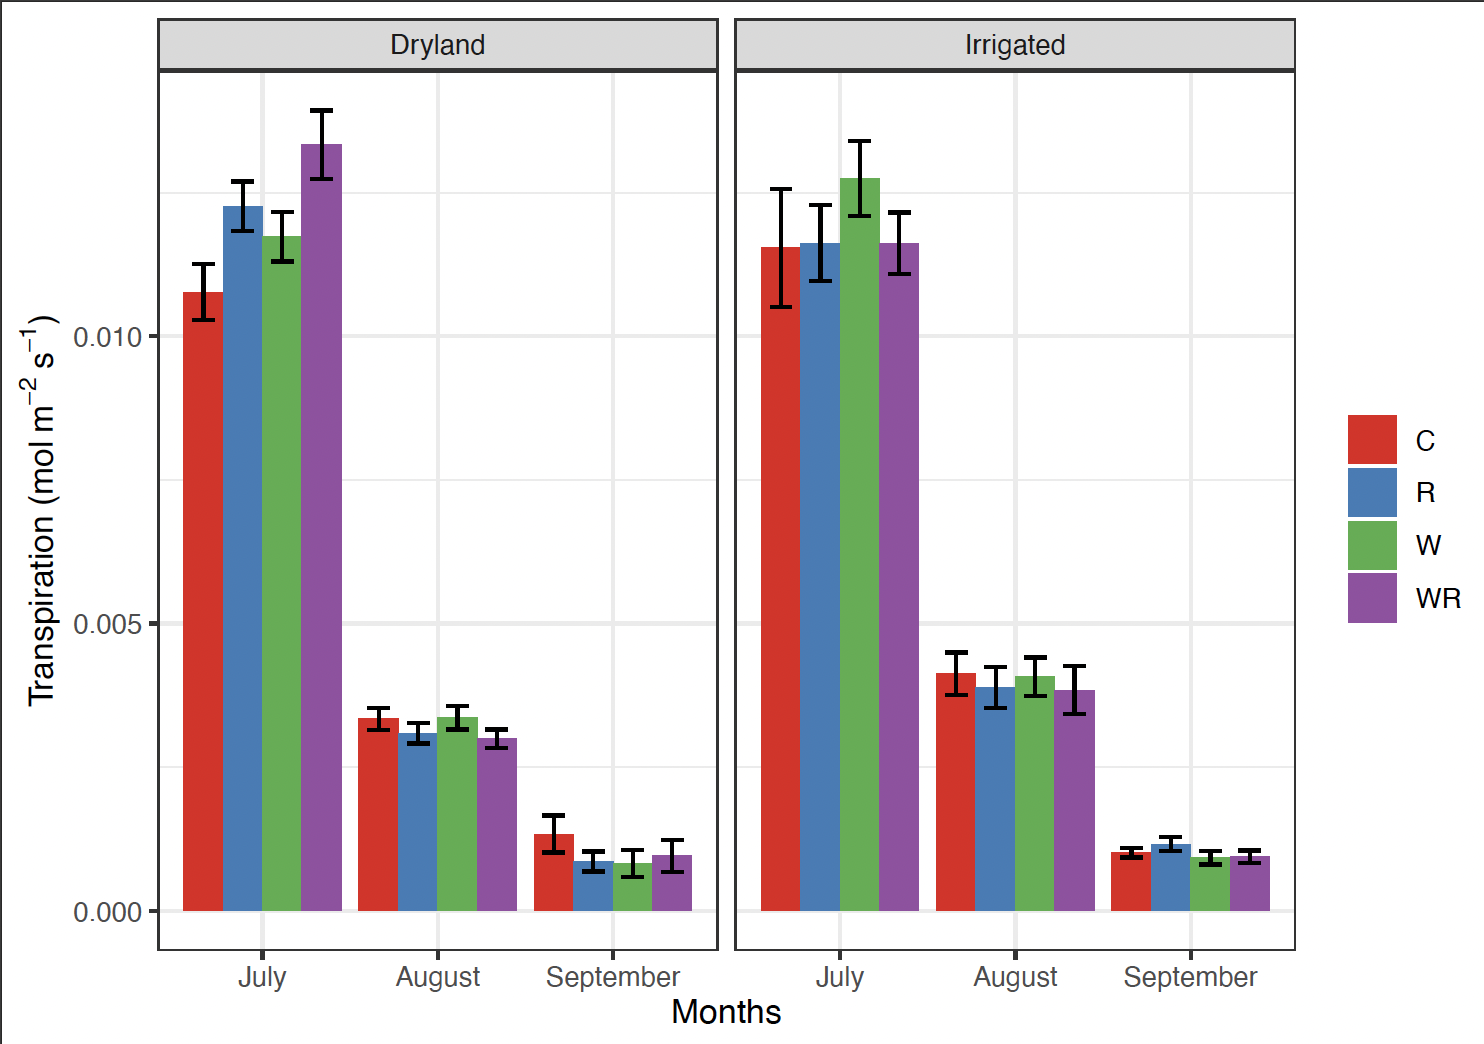 Dryland
Irrigated
Transpiration (mol m⁻² s⁻¹)
0.010
0.005
0.000
July
August
September
July
August
September
Months
C
R
W
WR